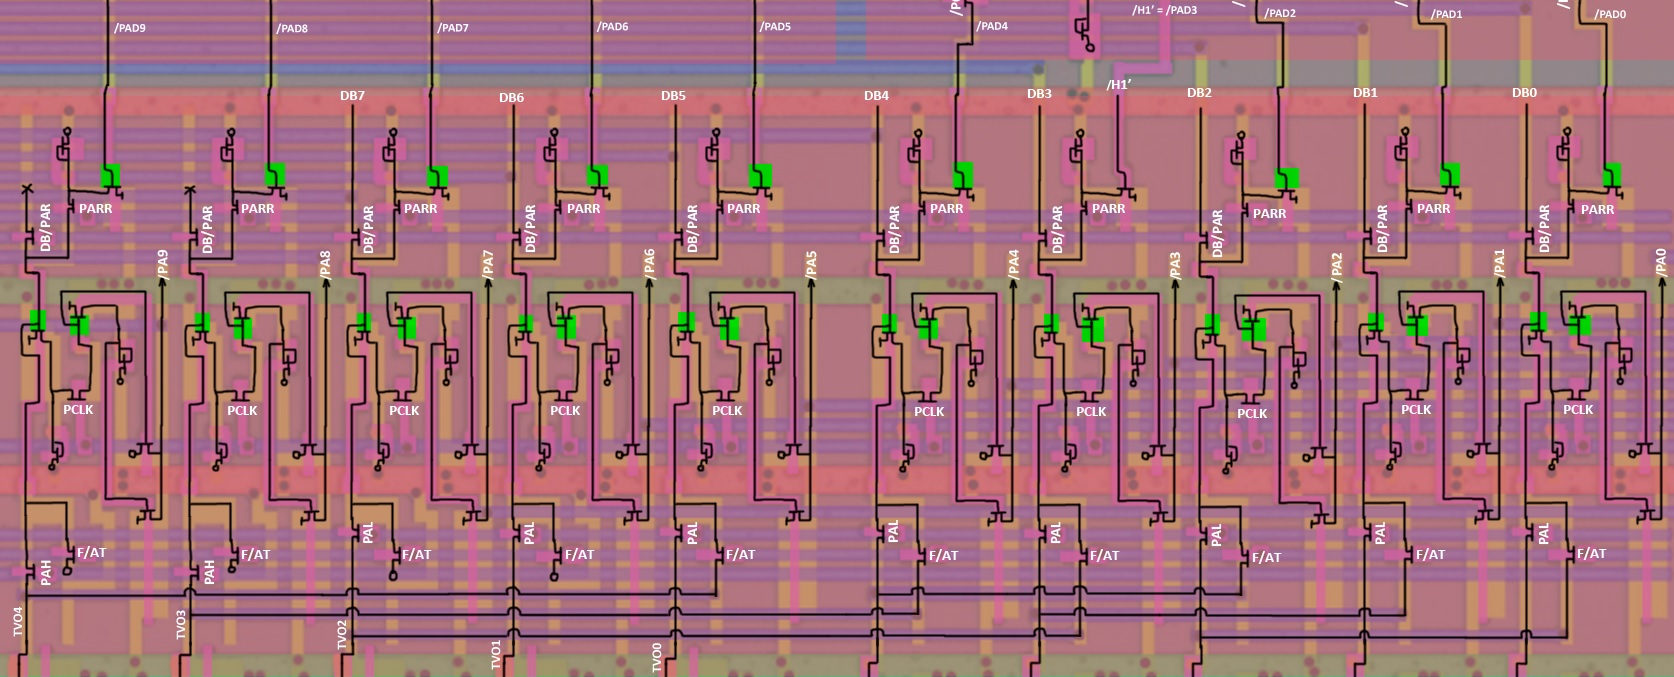 /PAD9 /PAD8 /PAD7 /PAD6 /PAD5 /PAD4 /H1' = /PAD3 /PAD2 /PAD1 /PAD0
/H1'
DB7 DB6 DB5 DB4 DB3 DB2 DB1 DB0
PARR PARR PARR PARR PARR PARR PARR PARR PARR PARR
DB/PAR DB/PAR DB/PAR DB/PAR DB/PAR DB/PAR DB/PAR DB/PAR DB/PAR DB/PAR
/PA9 /PA8 /PA7 /PA6 /PA5 /PA4 /PA3 /PA2 /PA1 /PA0
PCLK PCLK PCLK PCLK PCLK PCLK PCLK PCLK PCLK PCLK
PAL PAL PAL PAL PAL PAL PAL PAL
F/AT F/AT F/AT F/AT F/AT F/AT F/AT F/AT F/AT F/AT
PAH PAH
TVO4 TVO3 TVO2 TVO1 TVO0